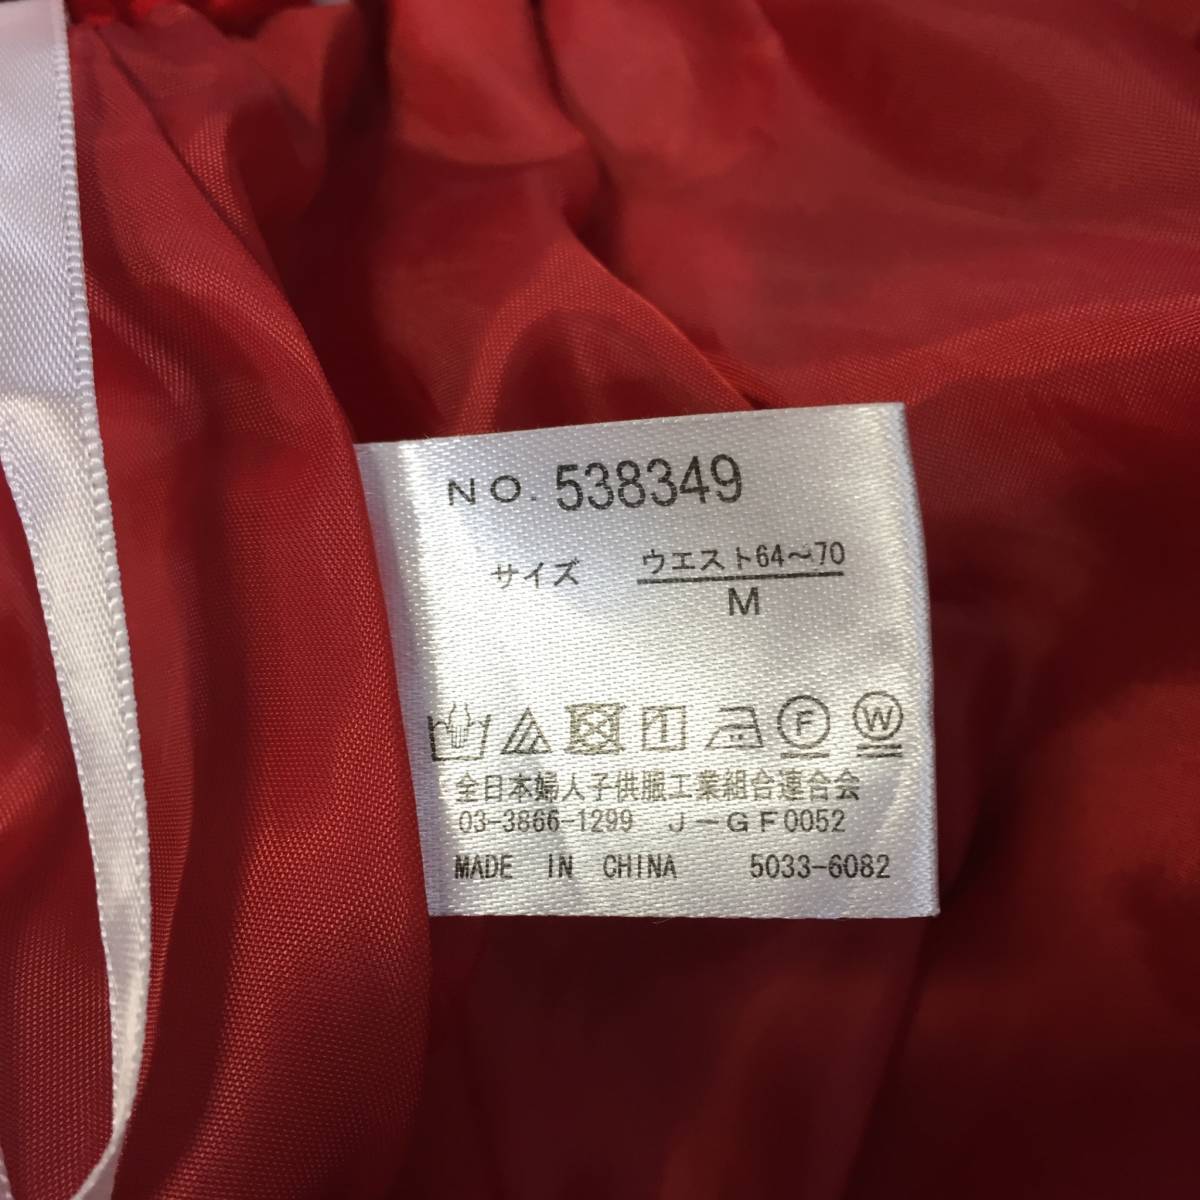 NO. 538349
サイズ ウエスト64〜70
M
F W
全日本婦人子供服工業組合連合会
03-3866-1299 J-GF0052
MADE IN CHINA 5033-6082